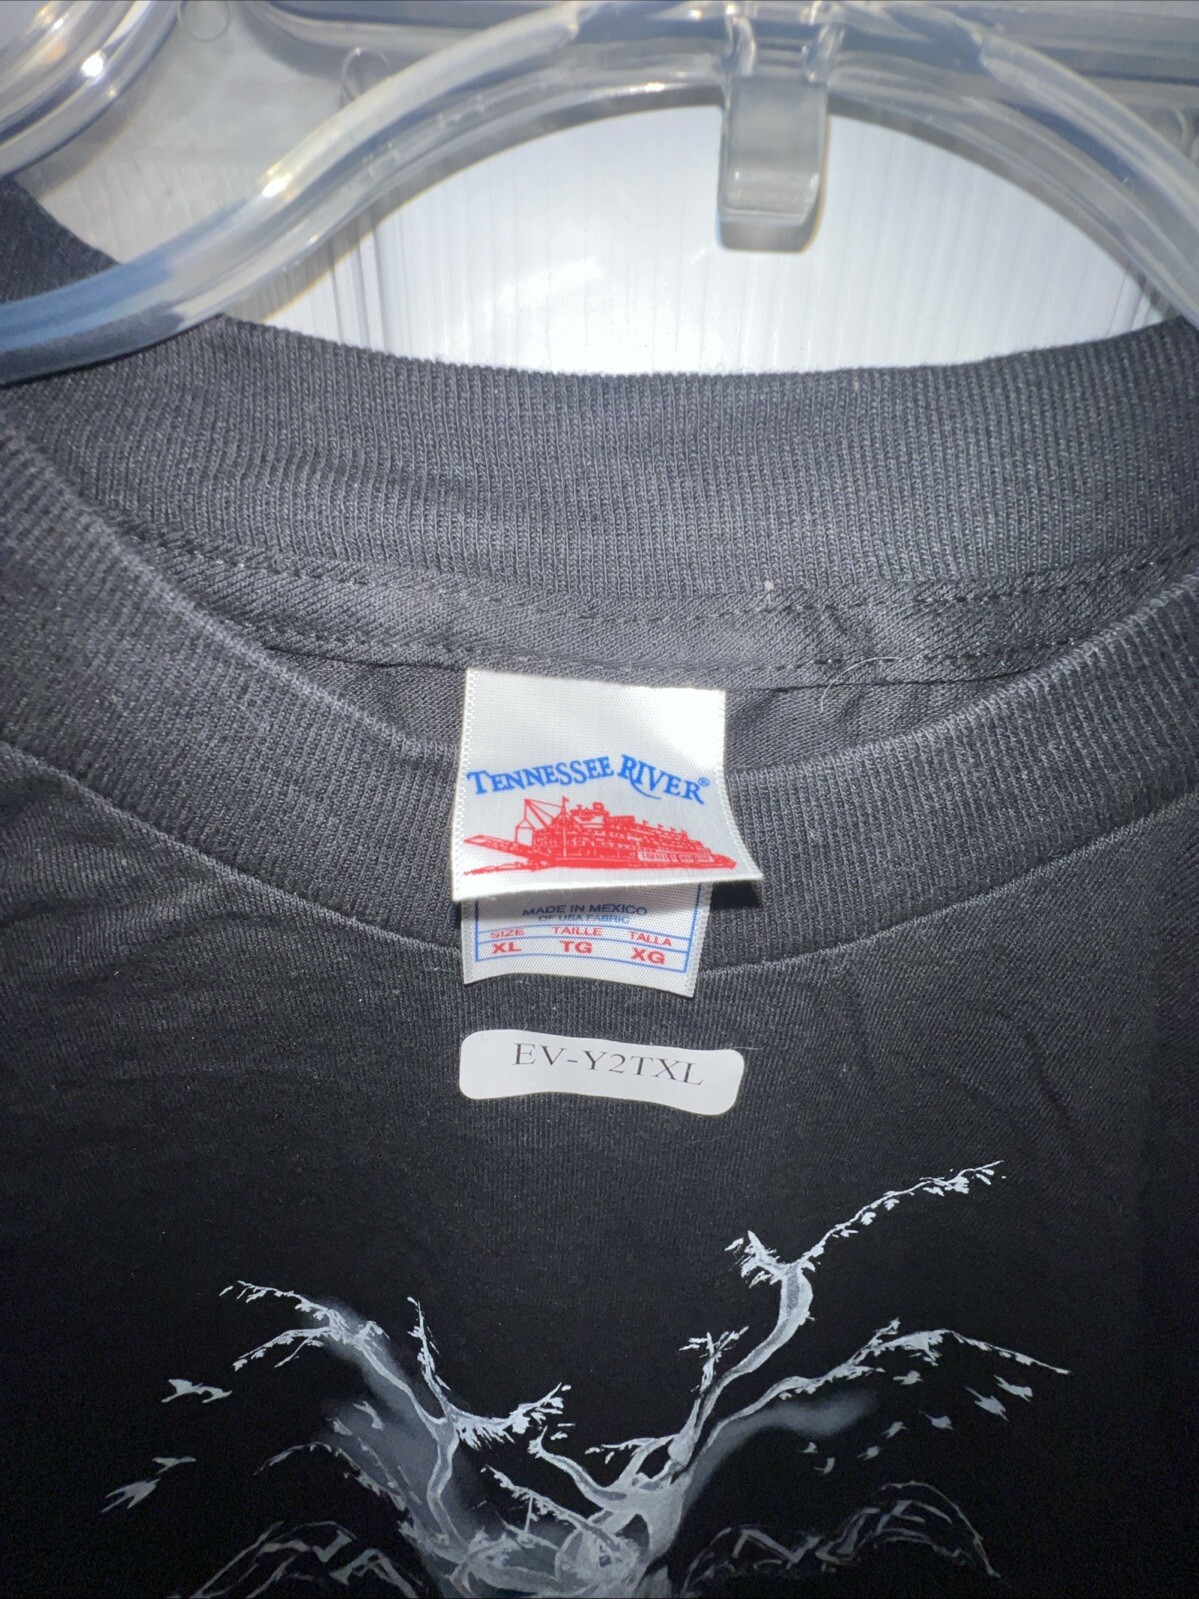 TENNESSEE RIVER®
MADE IN MEXICO
OF USA FABRIC
SIZE TAILLE TALLA
XL TG XG
EV-Y2TXL